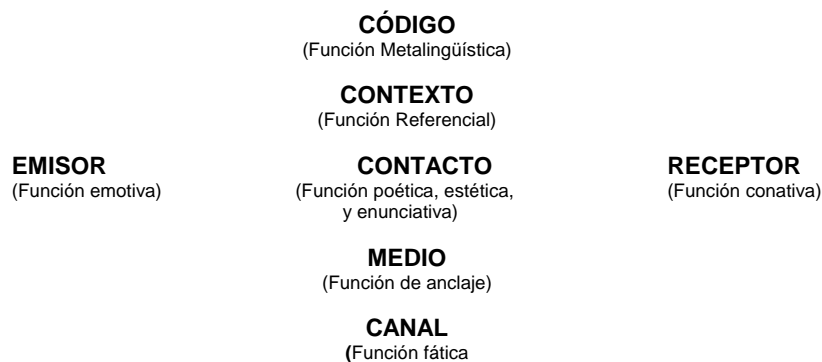 CÓDIGO
(Función Metalingüística)
CONTEXTO
(Función Referencial)
EMISOR CONTACTO RECEPTOR
(Función emotiva) (Función poética, estética, (Función conativa)
y enunciativa)
MEDIO
(Función de anclaje)
CANAL
(Función fática